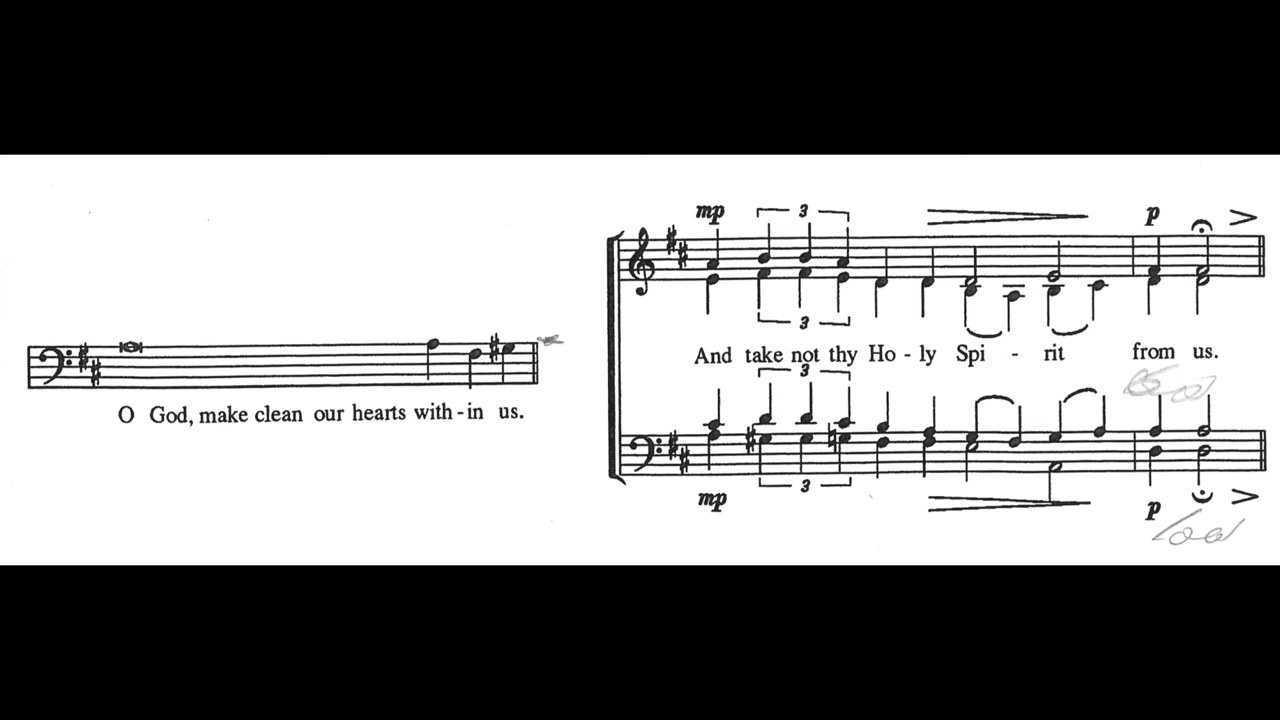 mp 3
3
O God, make clean our hearts with-in us.
p
And take not thy Ho - ly Spi - rit from us.
3
3
mp
p
low